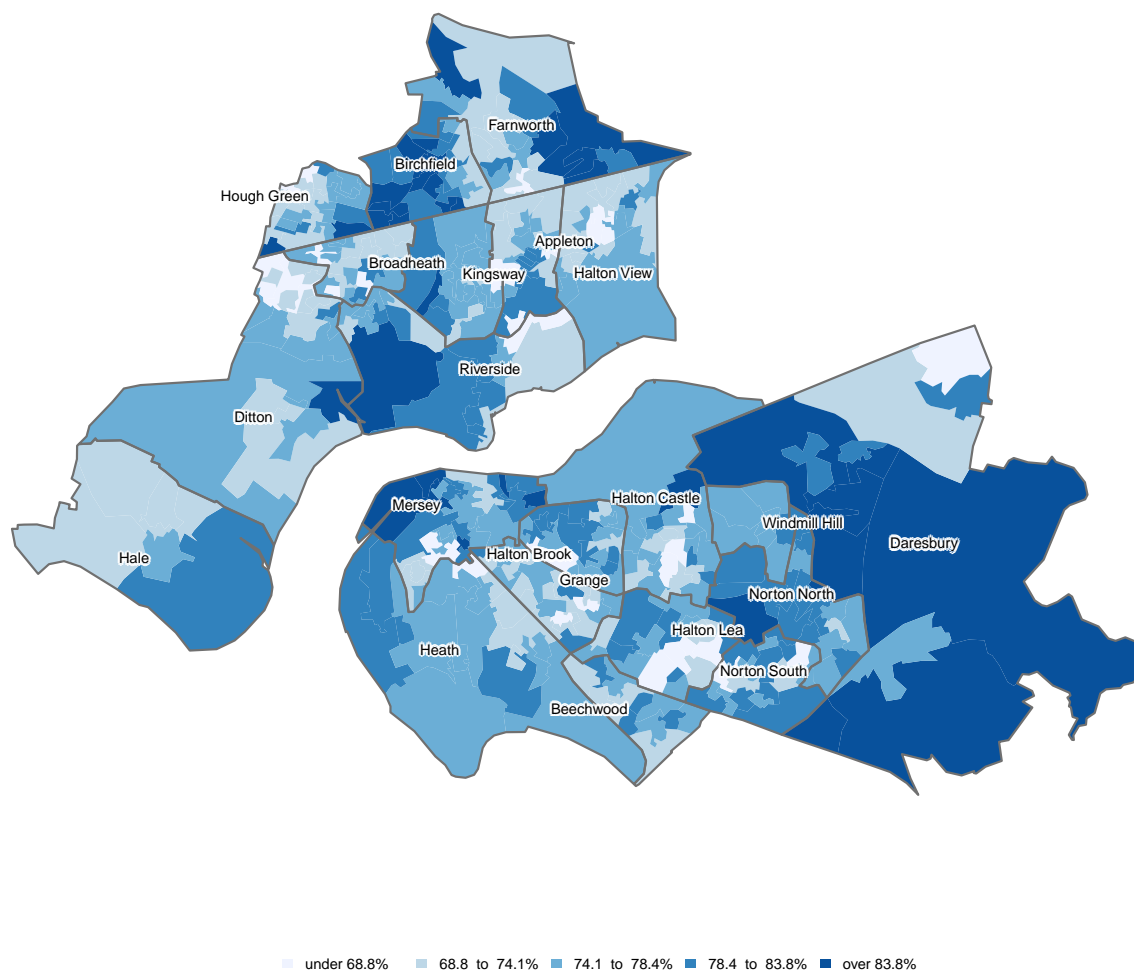 Farnworth
Birchfield
Hough Green
Appleton
Broadheath
Kingsway
Halton View
Riverside
Ditton
Halton Castle
Mersey
Windmill Hill
Daresbury
Hale
Halton Brook
Grange
Norton North
Halton Lea
Heath
Norton South
Beechwood
under 68.8% 68.8 to 74.1% 74.1 to 78.4% 78.4 to 83.8% over 83.8%